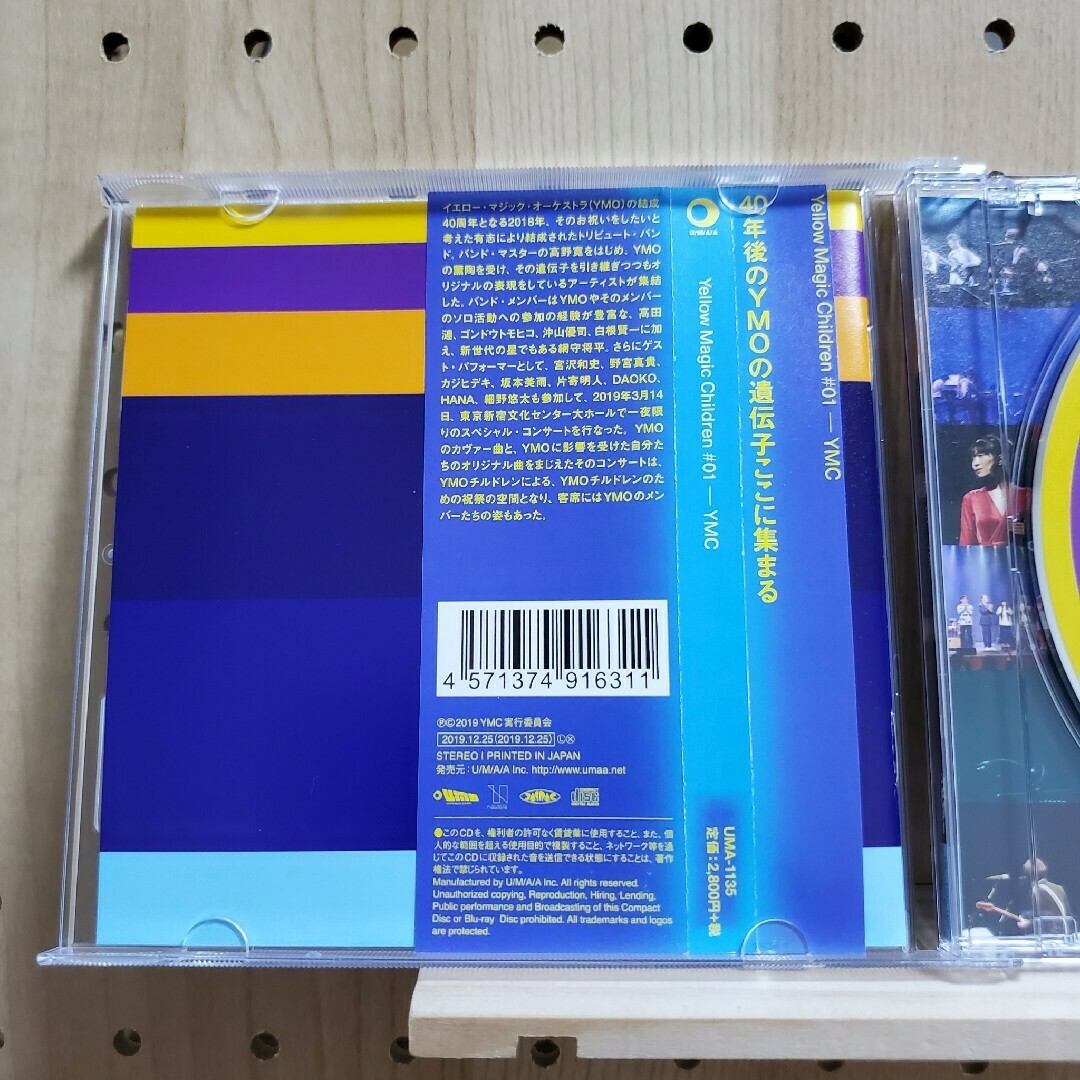 イエロー・マジック・オーケストラ(YMO)の結成
40周年となる2018年、そのお祝いをしたいと
考えた有志により結成されたトリビュート・バン
ド。バンド・マスターの高野寛をはじめ、YMO
の薫陶を受け、その遺伝子を引き継ぎつつもオ
リジナルの表現をしているアーティストが集結
した。バンド・メンバーはYMOやそのメンバー
のソロ活動への参加の経験が豊富な、高田
漣、ゴンドウトモヒコ、沖山優司、白根賢一に加
え、新世代の星でもある網守将平。さらにゲス
ト・パフォーマーとして、宮沢和史、野宮真貴、
カジヒデキ、坂本美雨、片寄明人、DAOKO、
HANA、細野悠太も参加して、2019年3月14
日、東京新宿文化センター大ホールで一夜限
りのスペシャル・コンサートを行なった。YMO
のカヴァー曲と、YMOに影響を受けた自分た
ちのオリジナル曲をまじえたそのコンサートは、
YMOチルドレンによる、YMOチルドレンのため
の祝祭の空間となり、客席にはYMOのメン
バーたちの姿もあった。
4 571374 916311
Ⓟ©2019 YMC実行委員会
2019.12.25(2019.12.25) Ⓛ Ⓧ
STEREO | PRINTED IN JAPAN
発売元：U/M/A/A Inc. http://www.umaa.net
●このCDを、権利者の許可なく賃貸業に使用すること、また、個
人的な範囲を超える使用目的で複製すること、ネットワーク等を通
じてこのCDに収録された音を送信できる状態にすることは、著作
権法で禁じられています。
Manufactured by U/M/A/A Inc. All rights reserved.
Unauthorized copying, Reproduction, Hiring, Lending,
Public performance and Broadcasting of this Compact
Disc or Blu-ray Disc prohibited. All trademarks and logos
are protected.
U/M/A/A
Yellow Magic Children #01 — YMC
UMA-1135
定価：2,800円+税
40年後のYMOの遺伝子ここに集まる
Yellow Magic Children #01 — YMC